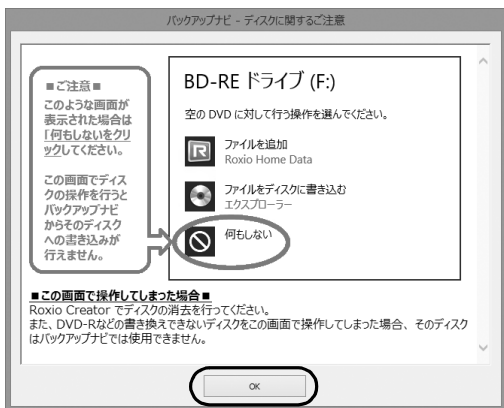 バックアップナビ - ディスクに関するご注意
■ご注意■
このような画面が
表示された場合は
「何もしないをクリ
ックしてください。
この画面でディス
クの操作を行うと
バックアップナビ
からそのディスク
への書き込みが
行えません。
BD-RE ドライブ (F:)
空の DVD に対して行う操作を選んでください。
ファイルを追加
Roxio Home Data
ファイルをディスクに書き込む
エクスプローラー
何もしない
■この画面で操作してしまった場合■
Roxio Creator でディスクの消去を行ってください。
また、DVD-Rなどの書き換えできないディスクをこの画面で操作してしまった場合、そのディスク
はバックアップナビでは使用できません。
OK